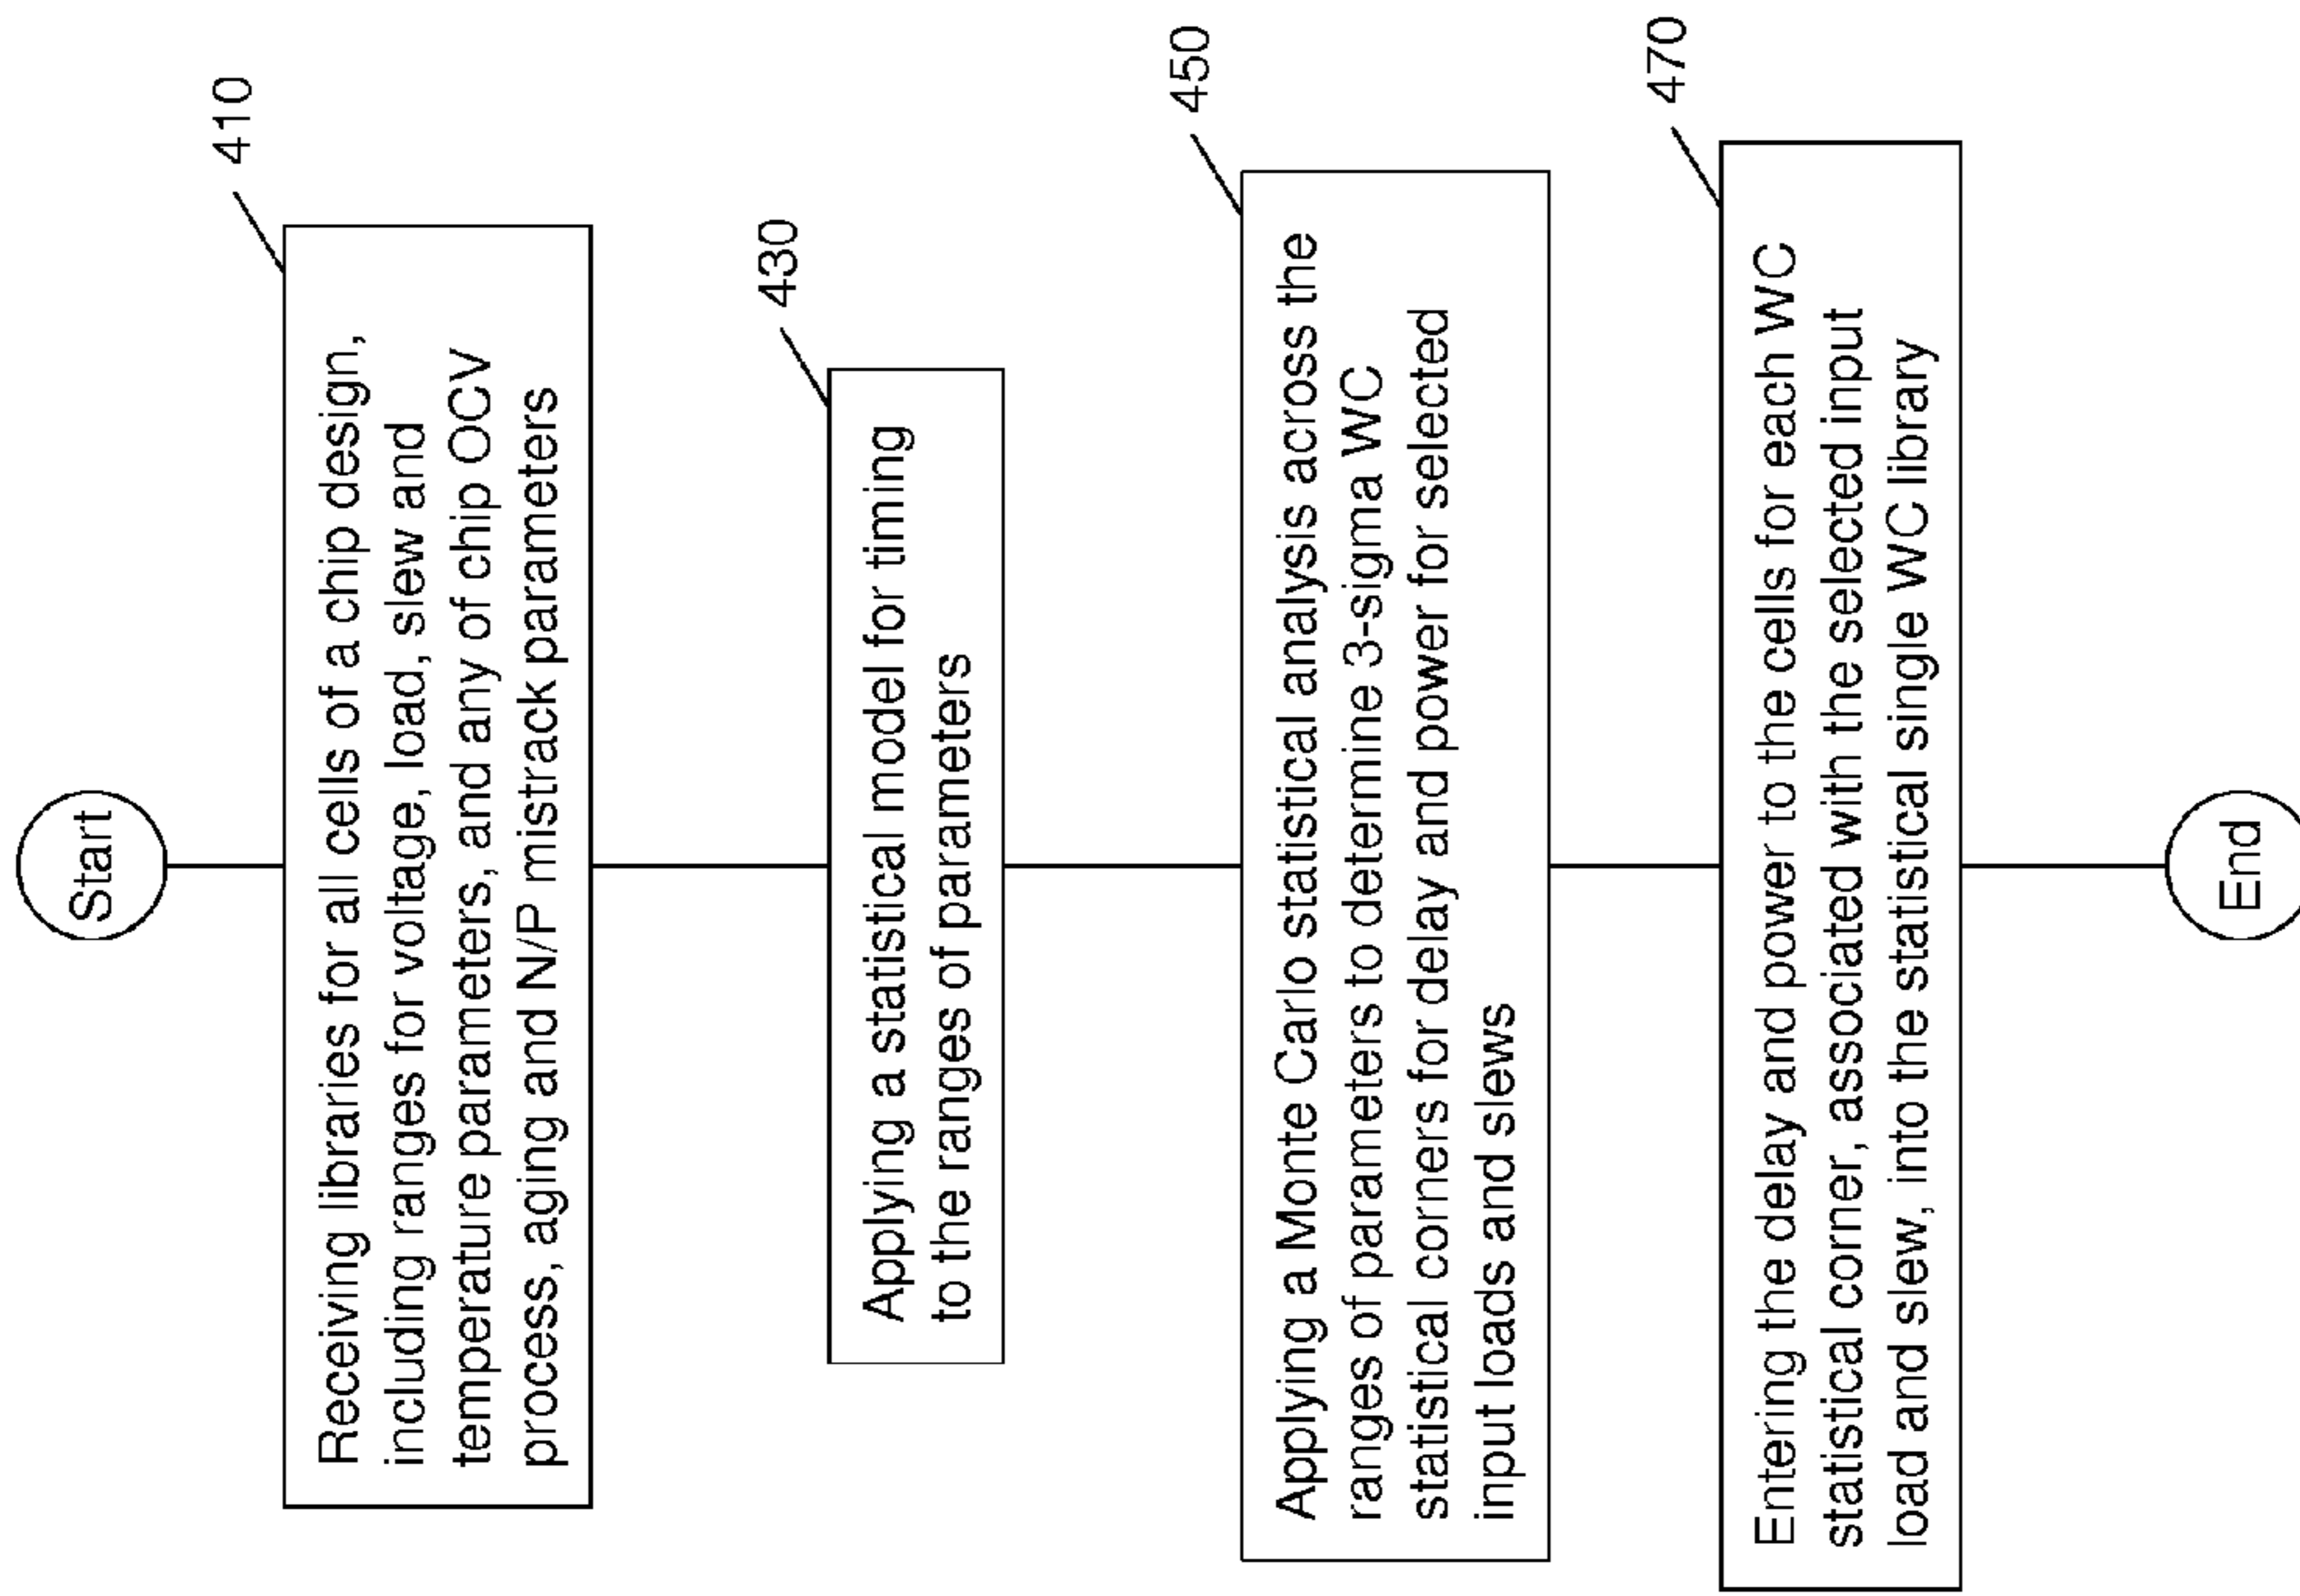 Start
410
Receiving libraries for all cells of a chip design,
including ranges for voltage, load, slew and
temperature parameters, and any of chip OCV
process, aging and N/P mistrack parameters
430
Applying a statistical model for timing
to the ranges of parameters
450
Applying a Monte Carlo statistical analysis across the
ranges of parameters to determine 3-sigma WC
statistical corners for delay and power for selected
input loads and slews
470
Entering the delay and power to the cells for each WC
statistical corner, associated with the selected input
load and slew, into the statistical single WC library
End